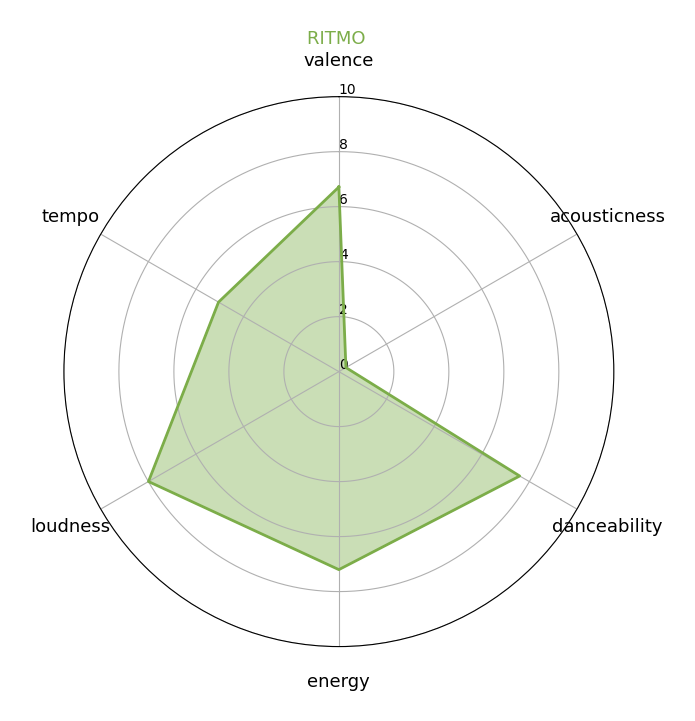 RITMO
valence
10
8
tempo
acousticness
6
4
2
0
loudness
danceability
energy